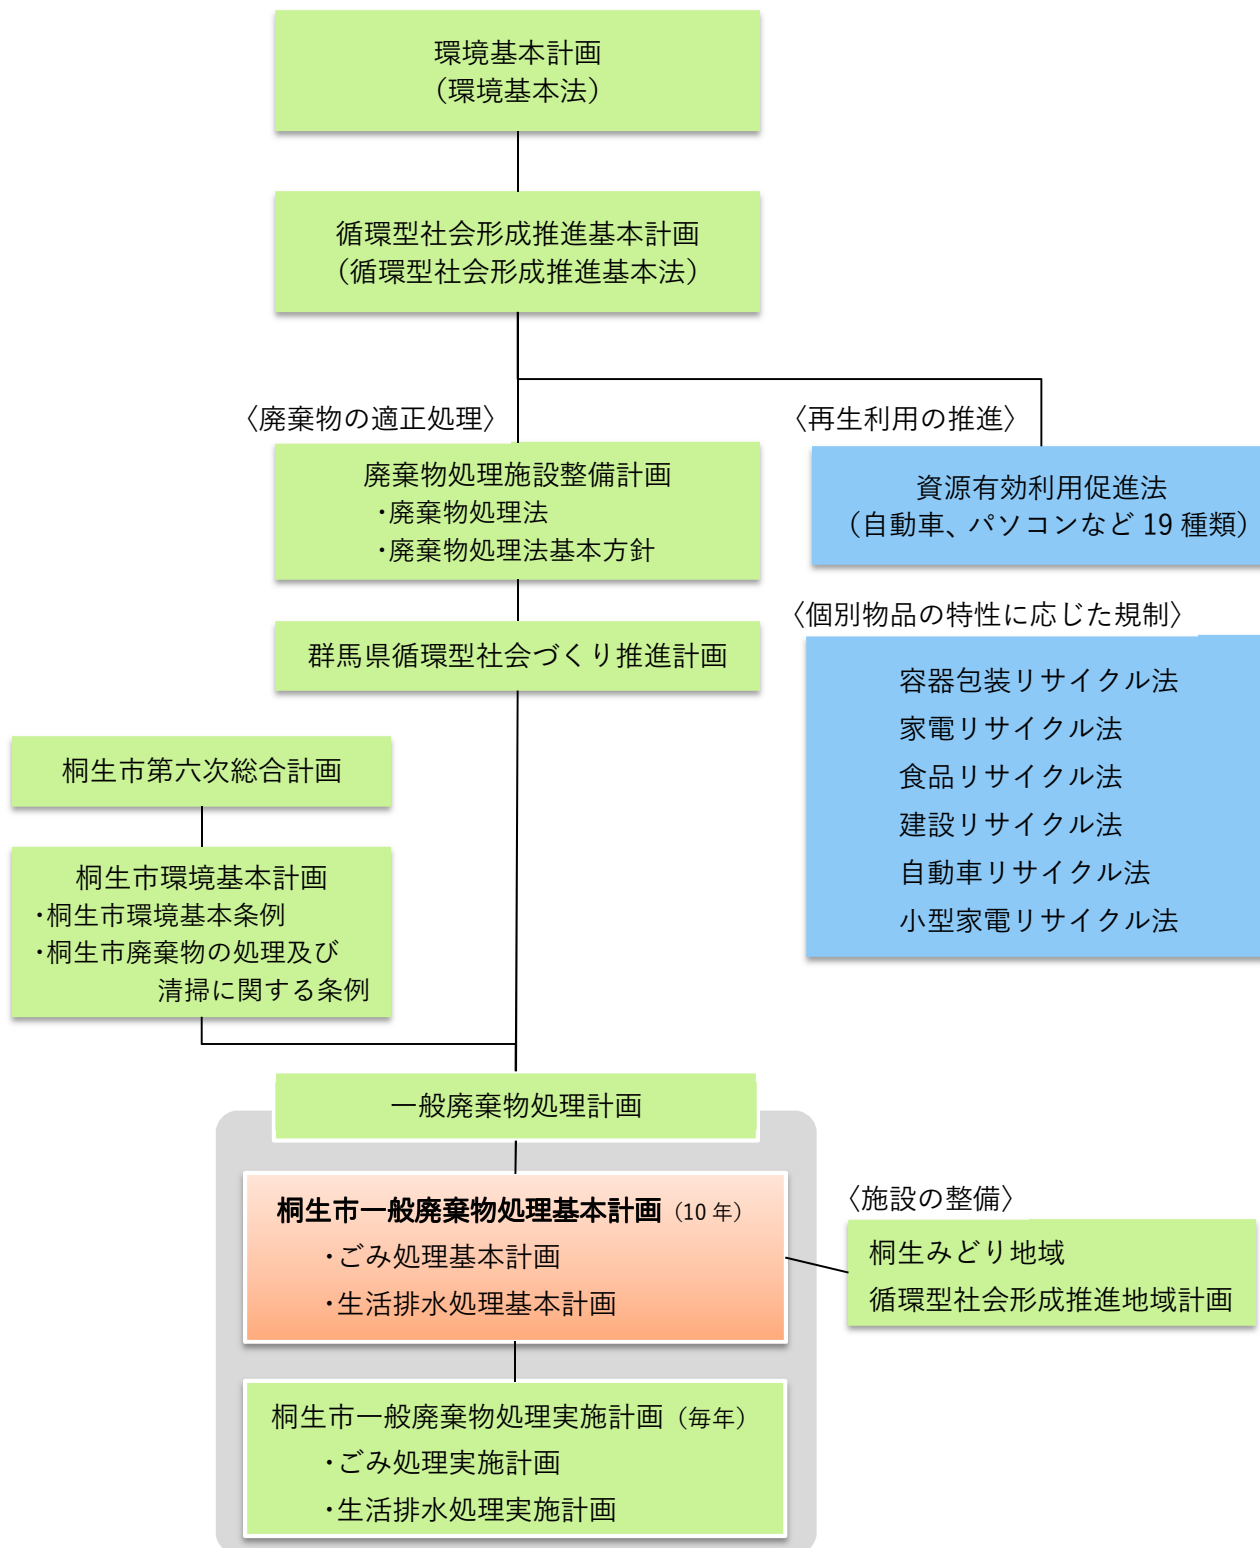 環境基本計画
（環境基本法）
循環型社会形成推進基本計画
（循環型社会形成推進基本法）
〈廃棄物の適正処理〉
廃棄物処理施設整備計画
・廃棄物処理法
・廃棄物処理法基本方針
〈再生利用の推進〉
資源有効利用促進法
（自動車、パソコンなど 19 種類）
群馬県循環型社会づくり推進計画
〈個別物品の特性に応じた規制〉
容器包装リサイクル法
家電リサイクル法
食品リサイクル法
建設リサイクル法
自動車リサイクル法
小型家電リサイクル法
桐生市第六次総合計画
桐生市環境基本計画
・桐生市環境基本条例
・桐生市廃棄物の処理及び
清掃に関する条例
一般廃棄物処理計画
桐生市一般廃棄物処理基本計画（10 年）
・ごみ処理基本計画
・生活排水処理基本計画
〈施設の整備〉
桐生みどり地域
循環型社会形成推進地域計画
桐生市一般廃棄物処理実施計画（毎年）
・ごみ処理実施計画
・生活排水処理実施計画